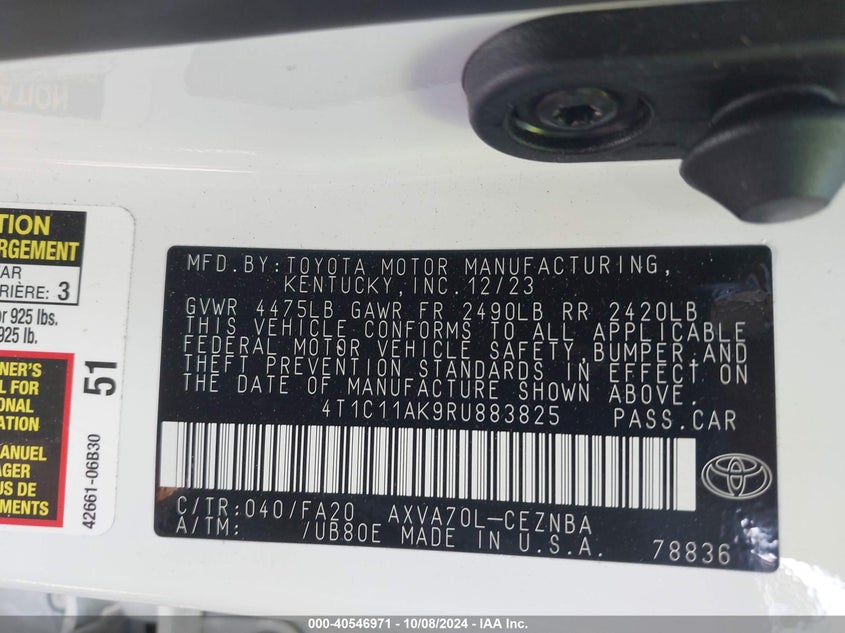 ATION
TION
RGEMENT
AR
RIÈRE: 3
or 925 lbs.
925 lb.
NER'S
L FOR
ONAL
ATION
MANUEL
AGER
US DE
MENTS
51
42661-06B30
MFD.BY:TOYOTA MOTOR MANUFACTURING,
KENTUCKY,INC.12/23
GVWR 4475LB GAWR FR 2490LB RR 2420LB
THIS VEHICLE CONFORMS TO ALL APPLICABLE
FEDERAL MOTOR VEHICLE SAFETY,BUMPER,AND
THEFT PREVENTION STANDARDS IN EFFECT ON
THE DATE OF MANUFACTURE SHOWN ABOVE.
4T1C11AK9RU883825 PASS.CAR
C/TR:040/FA20 AXVA70L-CEZNBA
A/TM: /UB80E MADE IN U.S.A. 78836
000-40546971 - 10/08/2024 - IAA Inc.